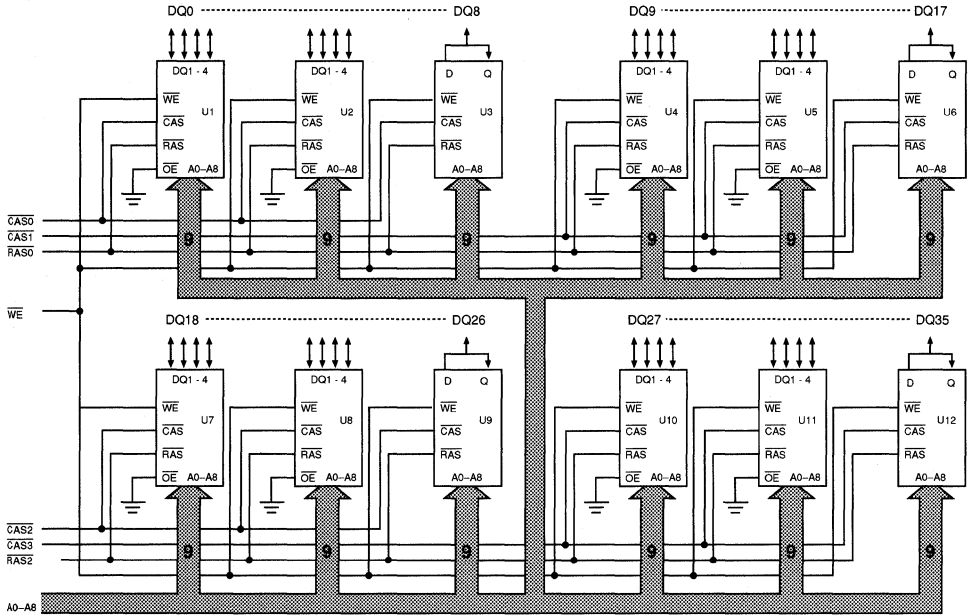 DQ0 DQ8 DQ9 DQ17
DQ1 - 4 DQ1 - 4 D Q DQ1 - 4 DQ1 - 4 D Q
WE WE WE WE WE WE
U1 U2 U3 U4 U5 U6
CAS CAS CAS CAS CAS CAS
RAS RAS RAS RAS RAS RAS
OE A0–A8 OE A0–A8 A0–A8 OE A0–A8 OE A0–A8 A0–A8
CAS0
CAS1
9 9 9 9 9 9
RAS0
WE
DQ18 DQ26 DQ27 DQ35
DQ1 - 4 DQ1 - 4 D Q DQ1 - 4 DQ1 - 4 D Q
WE WE WE WE WE WE
U7 U8 U9 U10 U11 U12
CAS CAS CAS CAS CAS CAS
RAS RAS RAS RAS RAS RAS
OE A0–A8 OE A0–A8 A0–A8 OE A0–A8 OE A0–A8 A0–A8
CAS2
CAS3
9 9 9 9 9 9
RAS2
A0–A8